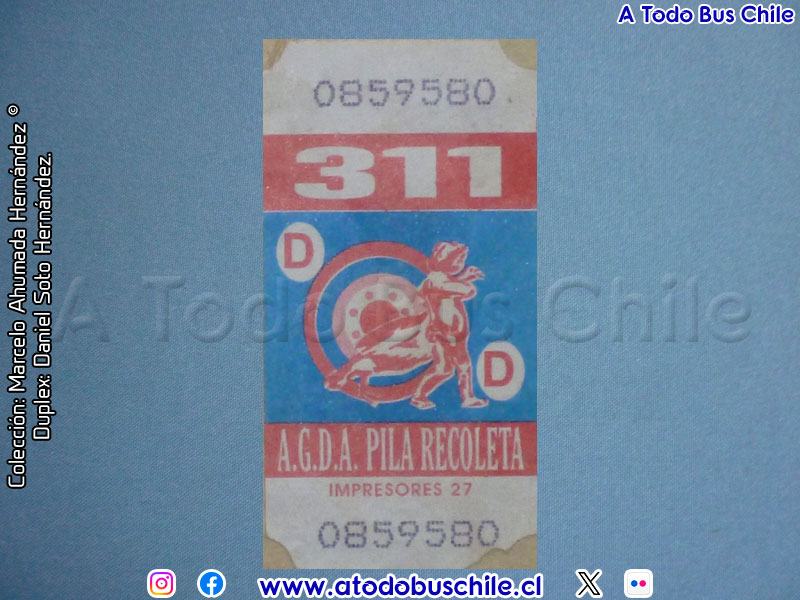 A Todo Bus Chile
0859580
311
D
A Todo Bus Chile
D
A.G.D.A. PILA RECOLETA
IMPRESORES 27
0859580
Colección: Marcelo Ahumada Hernández ©
Duplex: Daniel Soto Hernández.
www.atodobuschile.cl